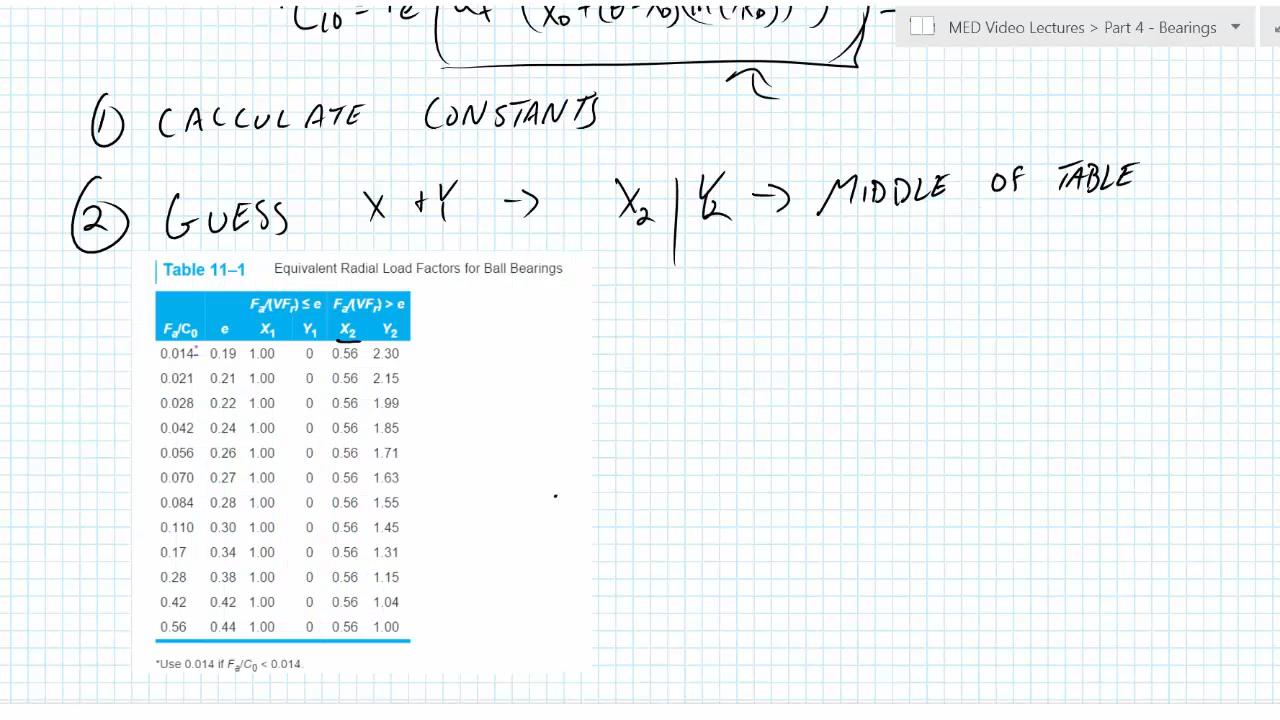 MED Video Lectures > Part 4 - Bearings
① CALCULATE CONSTANTS
② GUESS X + Y → X₂ | Y₂ → MIDDLE OF TABLE
Table 11–1 Equivalent Radial Load Factors for Ball Bearings
Fa/(VFr) ≤ e Fa/(VFr) > e
Fa/C0 e X1 Y1 X2 Y2
0.014* 0.19 1.00 0 0.56 2.30
0.021 0.21 1.00 0 0.56 2.15
0.028 0.22 1.00 0 0.56 1.99
0.042 0.24 1.00 0 0.56 1.85
0.056 0.26 1.00 0 0.56 1.71
0.070 0.27 1.00 0 0.56 1.63
0.084 0.28 1.00 0 0.56 1.55
0.110 0.30 1.00 0 0.56 1.45
0.17 0.34 1.00 0 0.56 1.31
0.28 0.38 1.00 0 0.56 1.15
0.42 0.42 1.00 0 0.56 1.04
0.56 0.44 1.00 0 0.56 1.00
*Use 0.014 if Fa/C0 < 0.014.